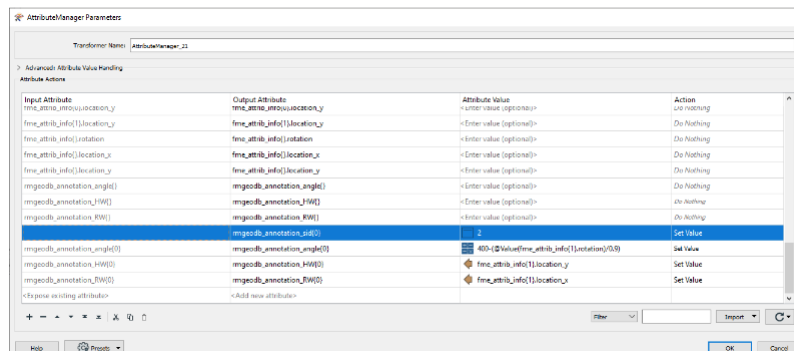 AttributeManager Parameters
Transformer Name: AttributeManager_21
> Advanced: Attribute Value Handling
Attribute Actions
Input Attribute Output Attribute Attribute Value Action
fme_attrib_info{0}.location_y fme_attrib_info{0}.location_y <Enter value (optional)> Do Nothing
fme_attrib_info{1}.location_y fme_attrib_info{1}.location_y <Enter value (optional)> Do Nothing
fme_attrib_info{}.rotation fme_attrib_info{}.rotation <Enter value (optional)> Do Nothing
fme_attrib_info{}.location_x fme_attrib_info{}.location_x <Enter value (optional)> Do Nothing
fme_attrib_info{}.location_y fme_attrib_info{}.location_y <Enter value (optional)> Do Nothing
rmgeodb_annotation_angle{} rmgeodb_annotation_angle{} <Enter value (optional)> Do Nothing
rmgeodb_annotation_HW{} rmgeodb_annotation_HW{} <Enter value (optional)> Do Nothing
rmgeodb_annotation_RW{} rmgeodb_annotation_RW{} <Enter value (optional)> Do Nothing
rmgeodb_annotation_sid{0} 2 Set Value
rmgeodb_annotation_angle{0} rmgeodb_annotation_angle{0} 400-(@Value(fme_attrib_info{1}.rotation)/0.9) Set Value
rmgeodb_annotation_HW{0} rmgeodb_annotation_HW{0} fme_attrib_info{1}.location_y Set Value
rmgeodb_annotation_RW{0} rmgeodb_annotation_RW{0} fme_attrib_info{1}.location_x Set Value
<Expose existing attribute> <Add new attribute>
Filter Import
Help Presets OK Cancel